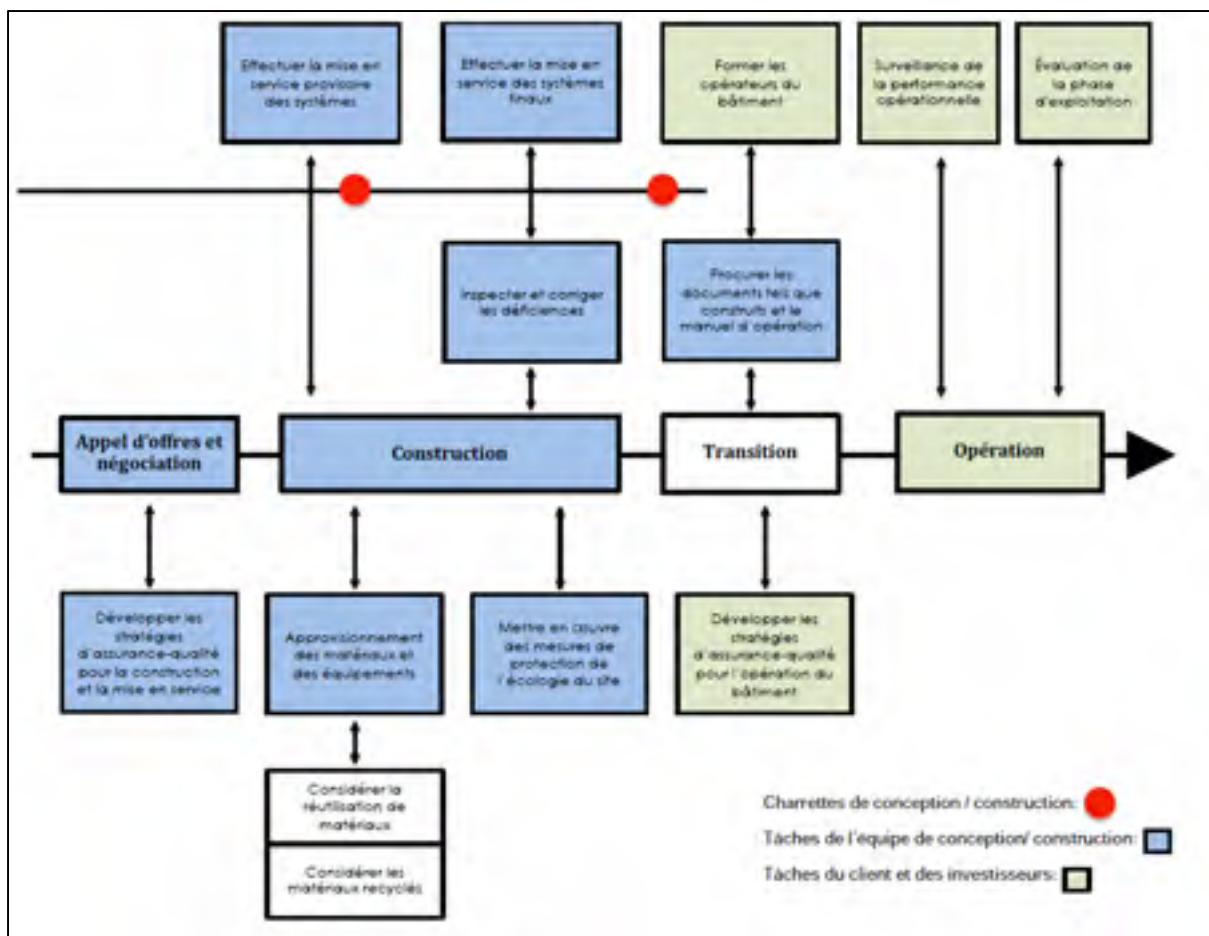 Effectuer la mise en
service provisoire
des systèmes
Effectuer la mise en
service des systèmes
finaux
Former les
opérateurs du
bâtiment
Surveillance de
la performance
opérationnelle
Évaluation de
la phase
d'exploitation
Inspecter et corriger
les déficiences
Procurer les
documents tels que
construits et le
manuel d'opération
Appel d'offres et
négociation
Construction
Transition
Opération
Développer les
stratégies
d'assurance-qualité
pour la construction
et la mise en service
Approvisionnement
des matériaux et
des équipements
Mettre en œuvre
des mesures de
protection de
l'écologie du site
Développer les
stratégies
d'assurance-qualité
pour l'opération du
bâtiment
Considérer la
réutilisation de
matériaux
Considérer les
matériaux recyclés
Charrettes de conception / construction:
Tâches de l'équipe de conception/ construction:
Tâches du client et des investisseurs: